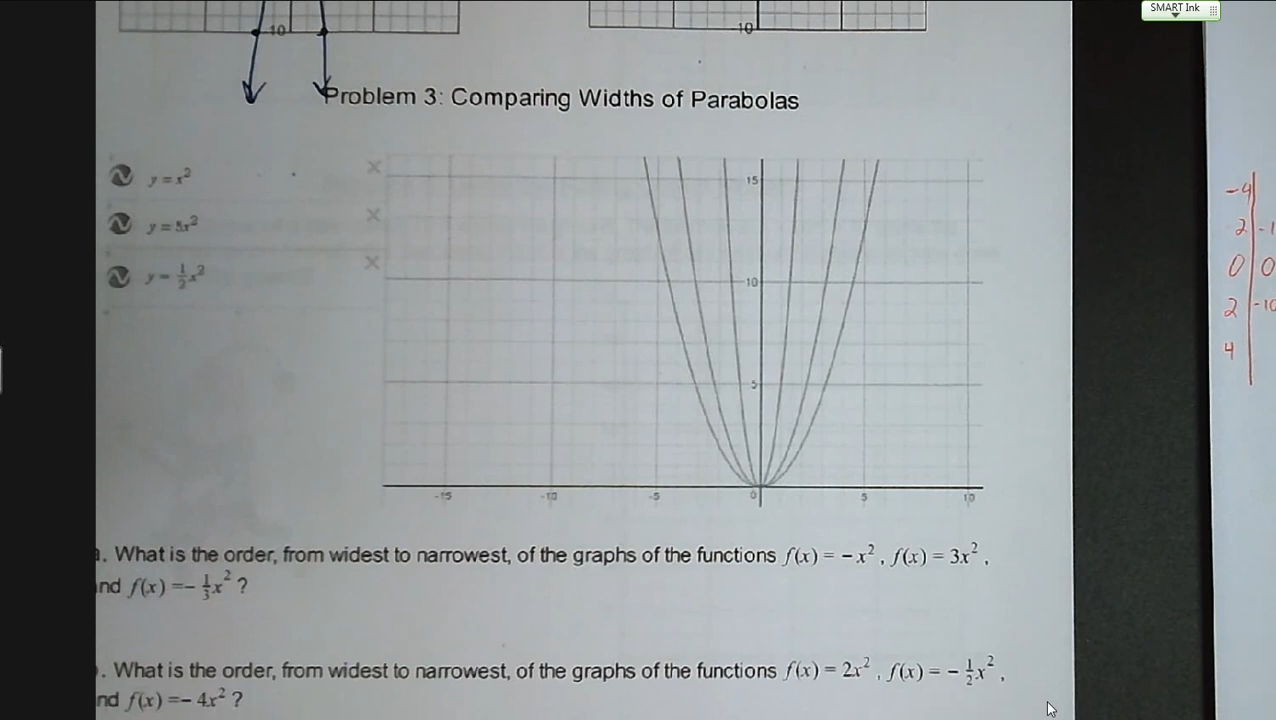 SMART Ink
10
-10
Problem 3: Comparing Widths of Parabolas
y = x²
y = 5x²
y = ½x²
15
10
5
-15 -10 -5 0 5 10
-4
2 -1
0 0
2 -10
4
. What is the order, from widest to narrowest, of the graphs of the functions f(x) = − x² , f(x) = 3x² ,
nd f(x) =− ⅓x² ?
. What is the order, from widest to narrowest, of the graphs of the functions f(x) = 2x² , f(x) = − ½x² ,
nd f(x) =− 4x² ?